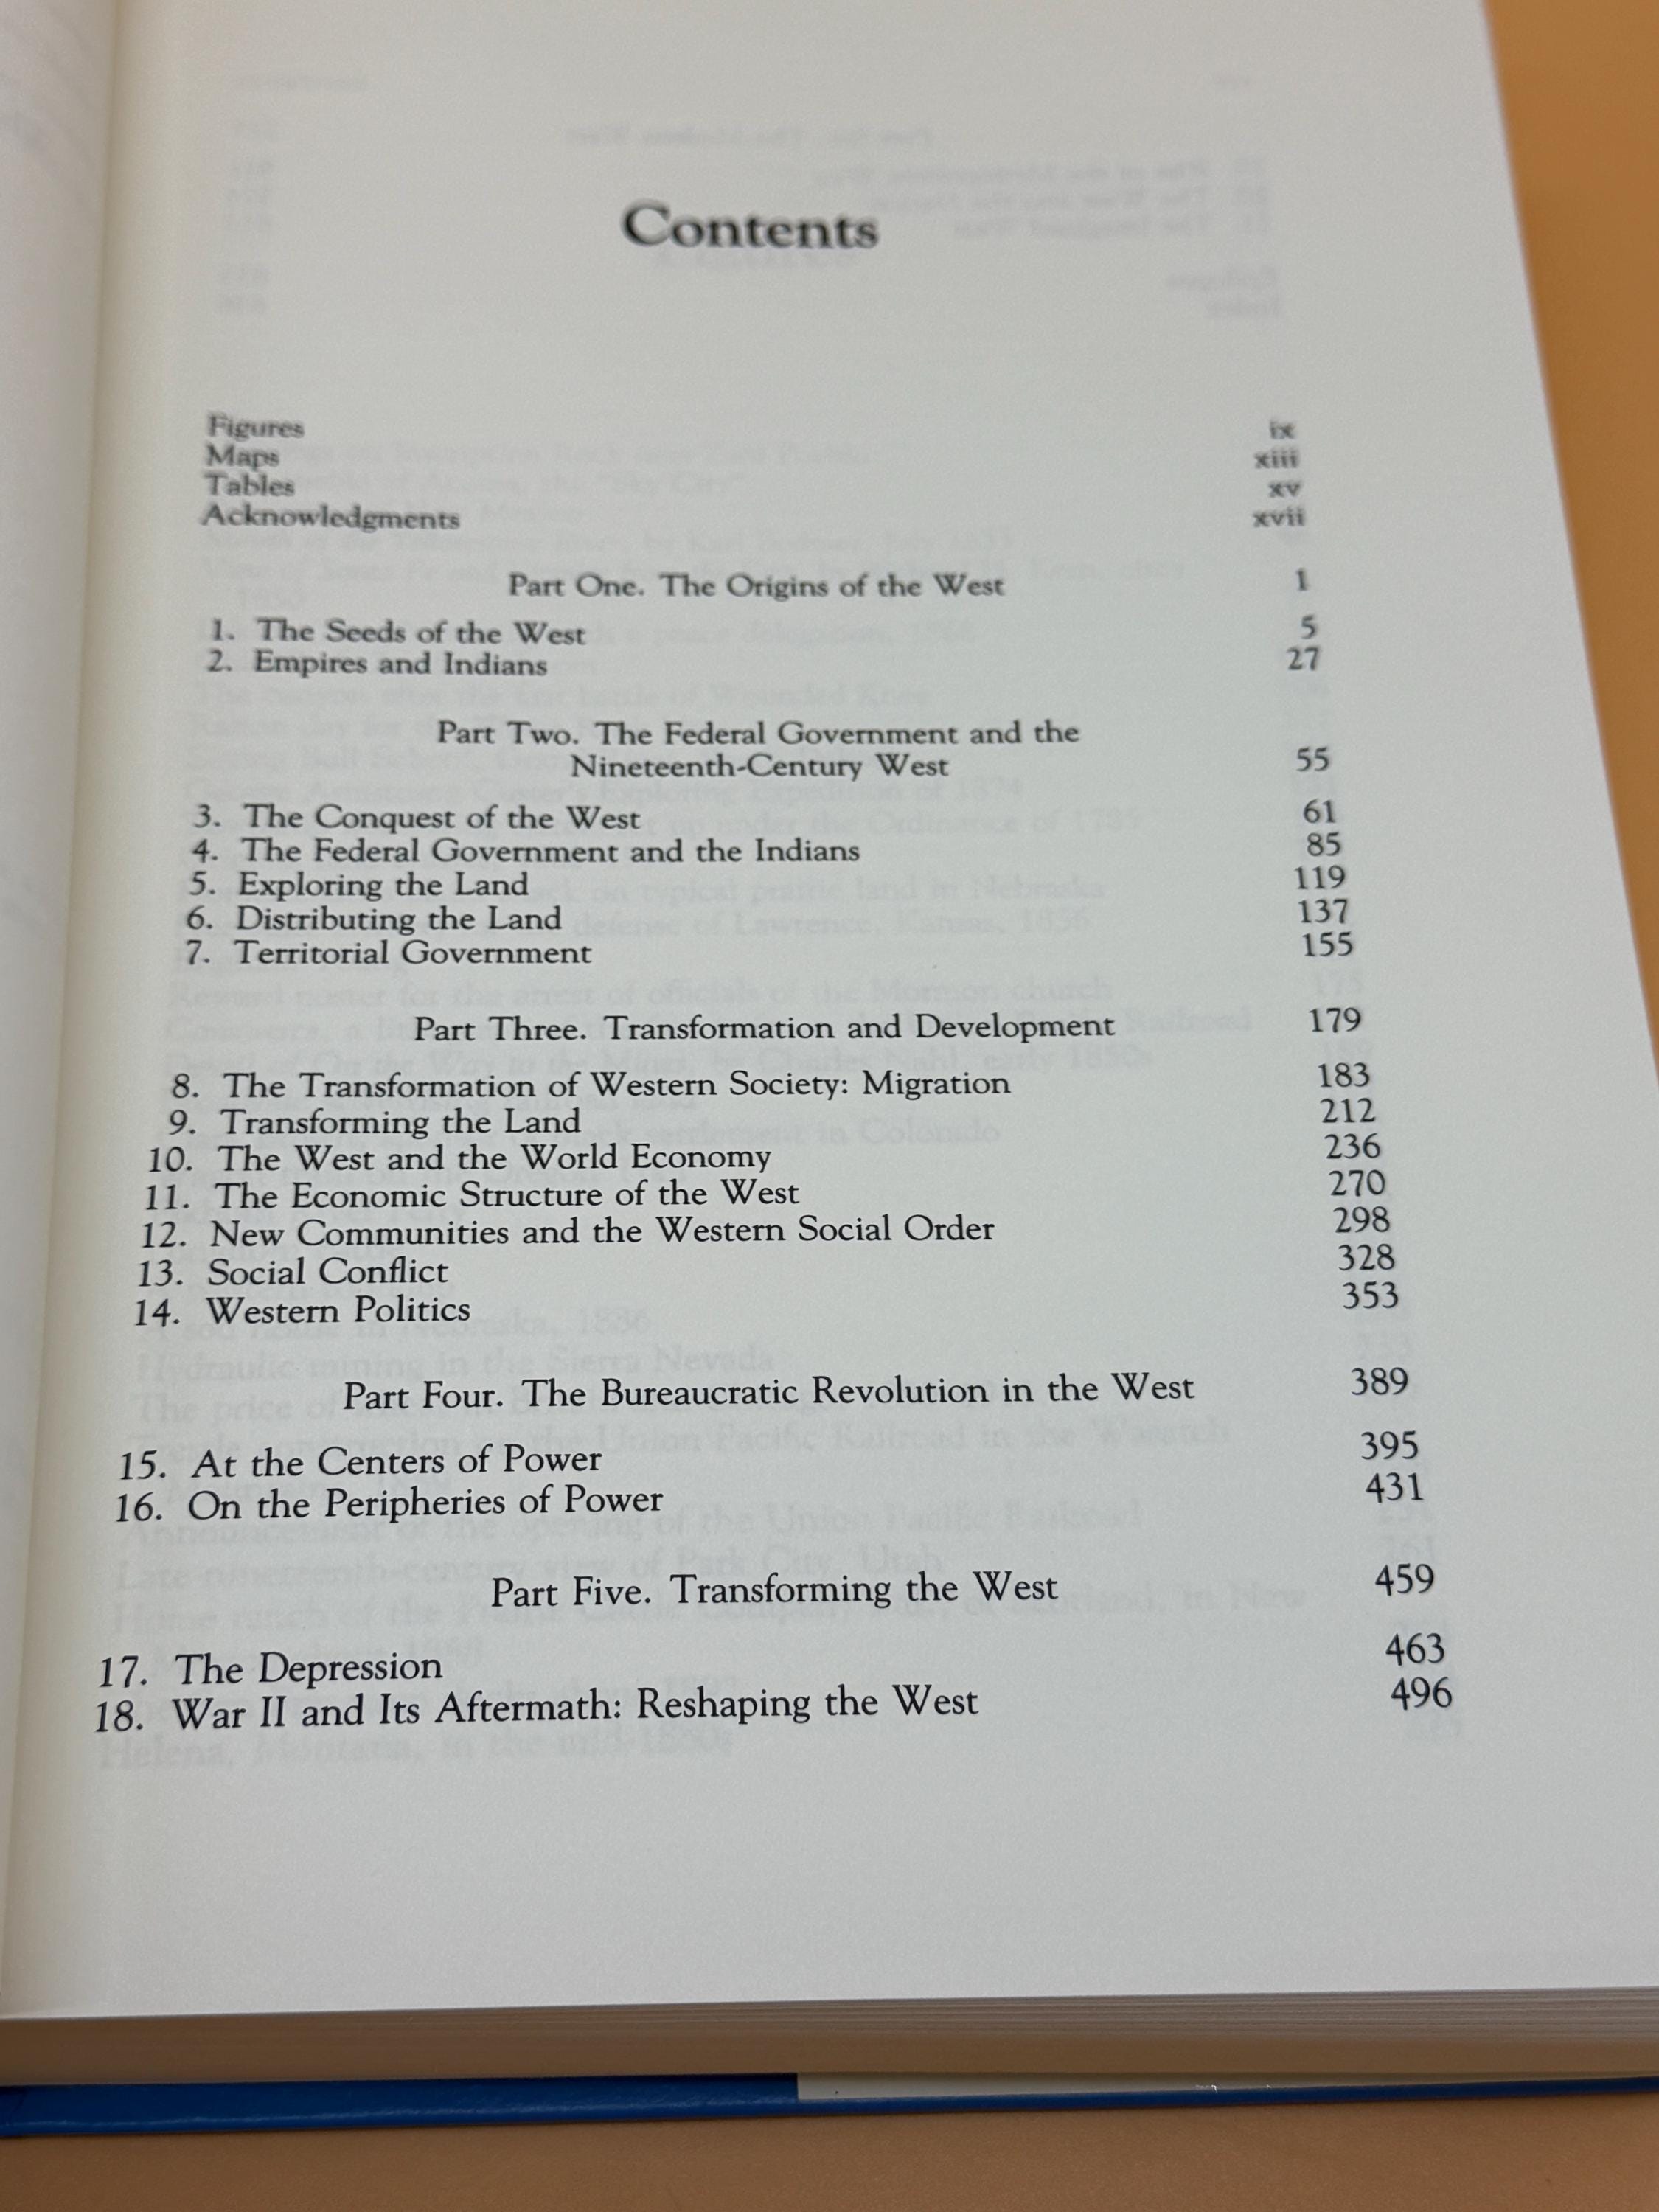 Contents
Figures ix
Maps xiii
Tables xv
Acknowledgments xvii
Part One. The Origins of the West 1
1. The Seeds of the West 5
2. Empires and Indians 27
Part Two. The Federal Government and the
Nineteenth-Century West 55
3. The Conquest of the West 61
4. The Federal Government and the Indians 85
5. Exploring the Land 119
6. Distributing the Land 137
7. Territorial Government 155
Part Three. Transformation and Development 179
8. The Transformation of Western Society: Migration 183
9. Transforming the Land 212
10. The West and the World Economy 236
11. The Economic Structure of the West 270
12. New Communities and the Western Social Order 298
13. Social Conflict 328
14. Western Politics 353
Part Four. The Bureaucratic Revolution in the West 389
15. At the Centers of Power 395
16. On the Peripheries of Power 431
Part Five. Transforming the West 459
17. The Depression 463
18. War II and Its Aftermath: Reshaping the West 496